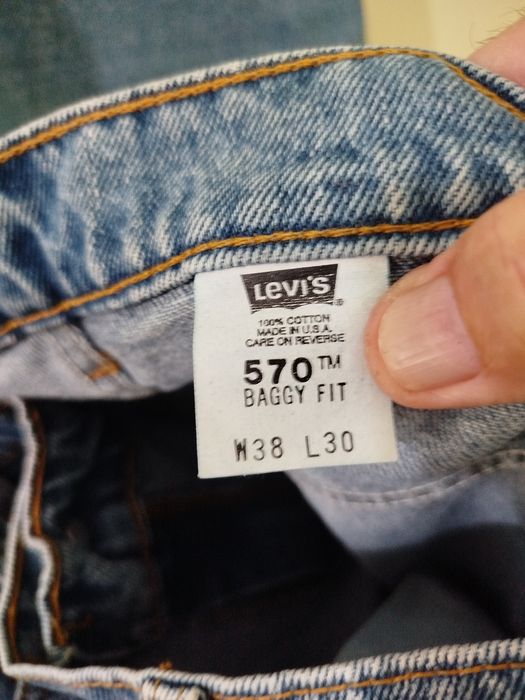 Levi's ®
100% COTTON
MADE IN U.S.A.
CARE ON REVERSE
570™
BAGGY FIT
W38 L30